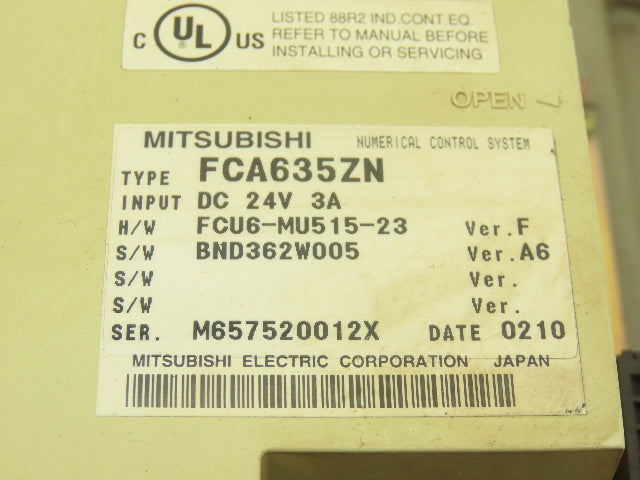 LISTED 88R2 IND.CONT.EQ.
C UL US REFER TO MANUAL BEFORE
INSTALLING OR SERVICING
OPEN
MITSUBISHI NUMERICAL CONTROL SYSTEM
TYPE FCA635ZN
INPUT DC 24V 3A
H/W FCU6-MU515-23 Ver.F
S/W BND362W005 Ver.A6
S/W Ver.
S/W Ver.
SER. M657520012X DATE 0210
MITSUBISHI ELECTRIC CORPORATION JAPAN